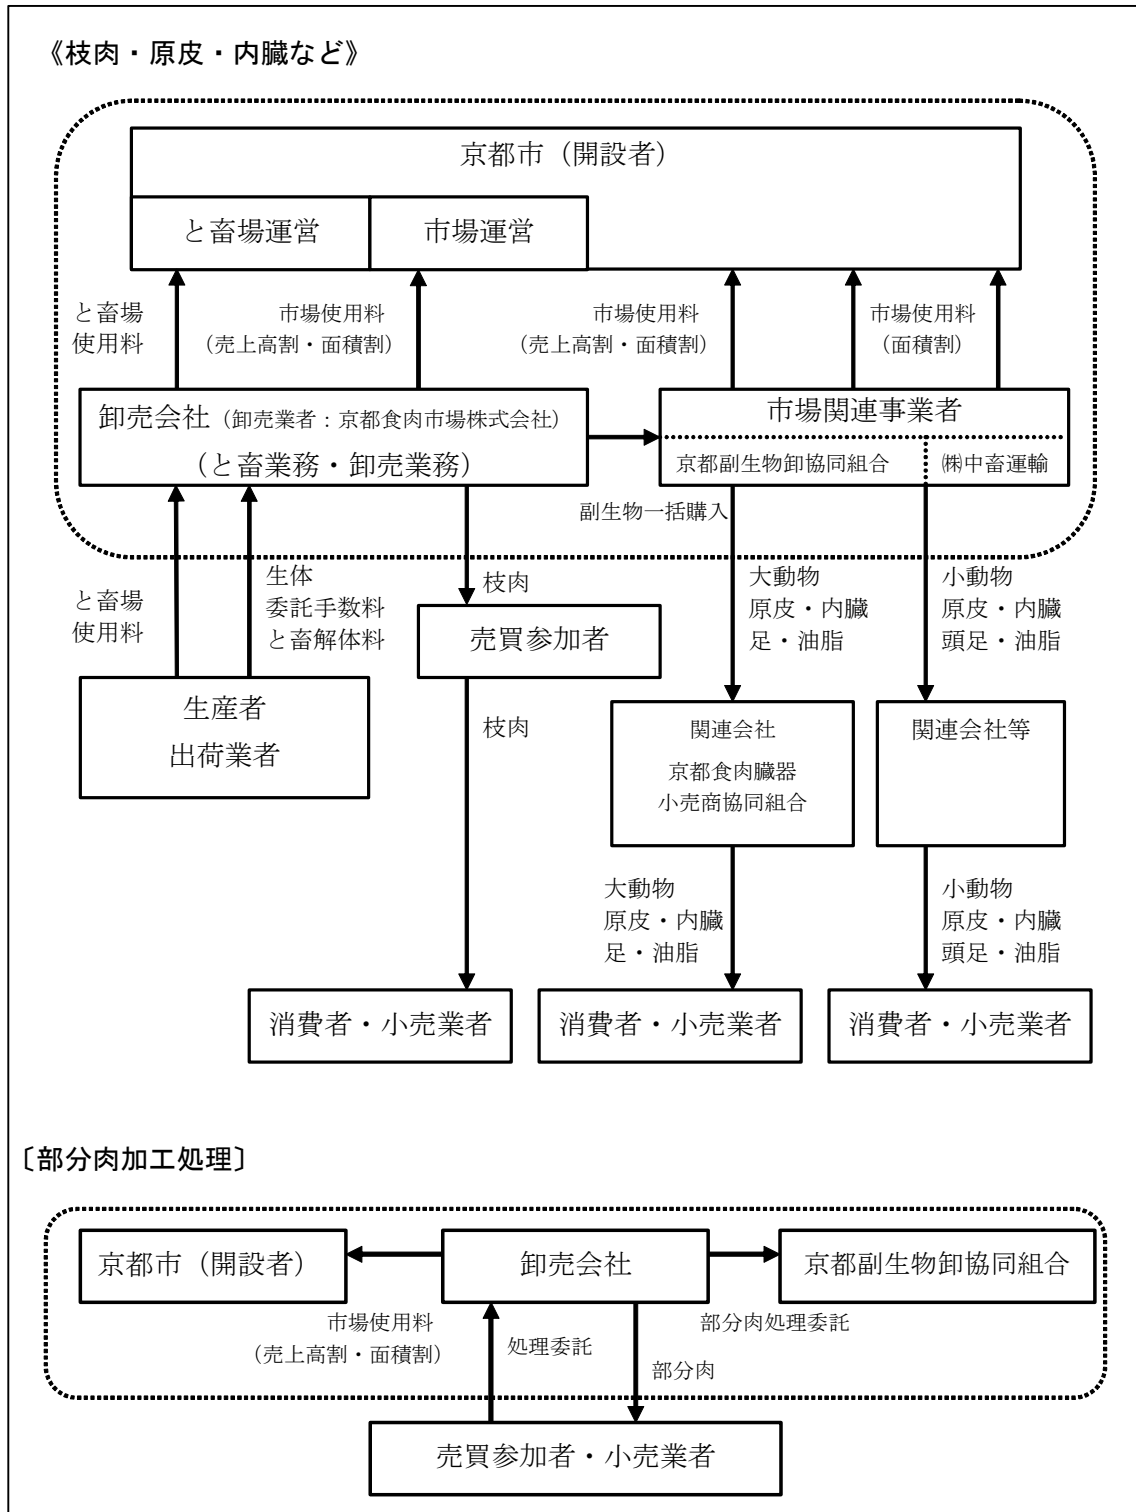 《枝肉・原皮・内臓など》
京都市（開設者）
と畜場運営
市場運営
と畜場
使用料
市場使用料
（売上高割・面積割）
市場使用料
（売上高割・面積割）
市場使用料
（面積割）
卸売会社（卸売業者：京都食肉市場株式会社）
（と畜業務・卸売業務）
市場関連事業者
京都副生物卸協同組合
㈱中畜運輸
副生物一括購入
と畜場
使用料
生体
委託手数料
と畜解体料
枝肉
大動物
原皮・内臓
足・油脂
小動物
原皮・内臓
頭足・油脂
売買参加者
生産者
出荷業者
枝肉
関連会社
京都食肉臓器
小売商協同組合
関連会社等
大動物
原皮・内臓
足・油脂
小動物
原皮・内臓
頭足・油脂
消費者・小売業者
消費者・小売業者
消費者・小売業者
〔部分肉加工処理〕
京都市（開設者）
卸売会社
京都副生物卸協同組合
市場使用料
（売上高割・面積割）
処理委託
部分肉
部分肉処理委託
売買参加者・小売業者